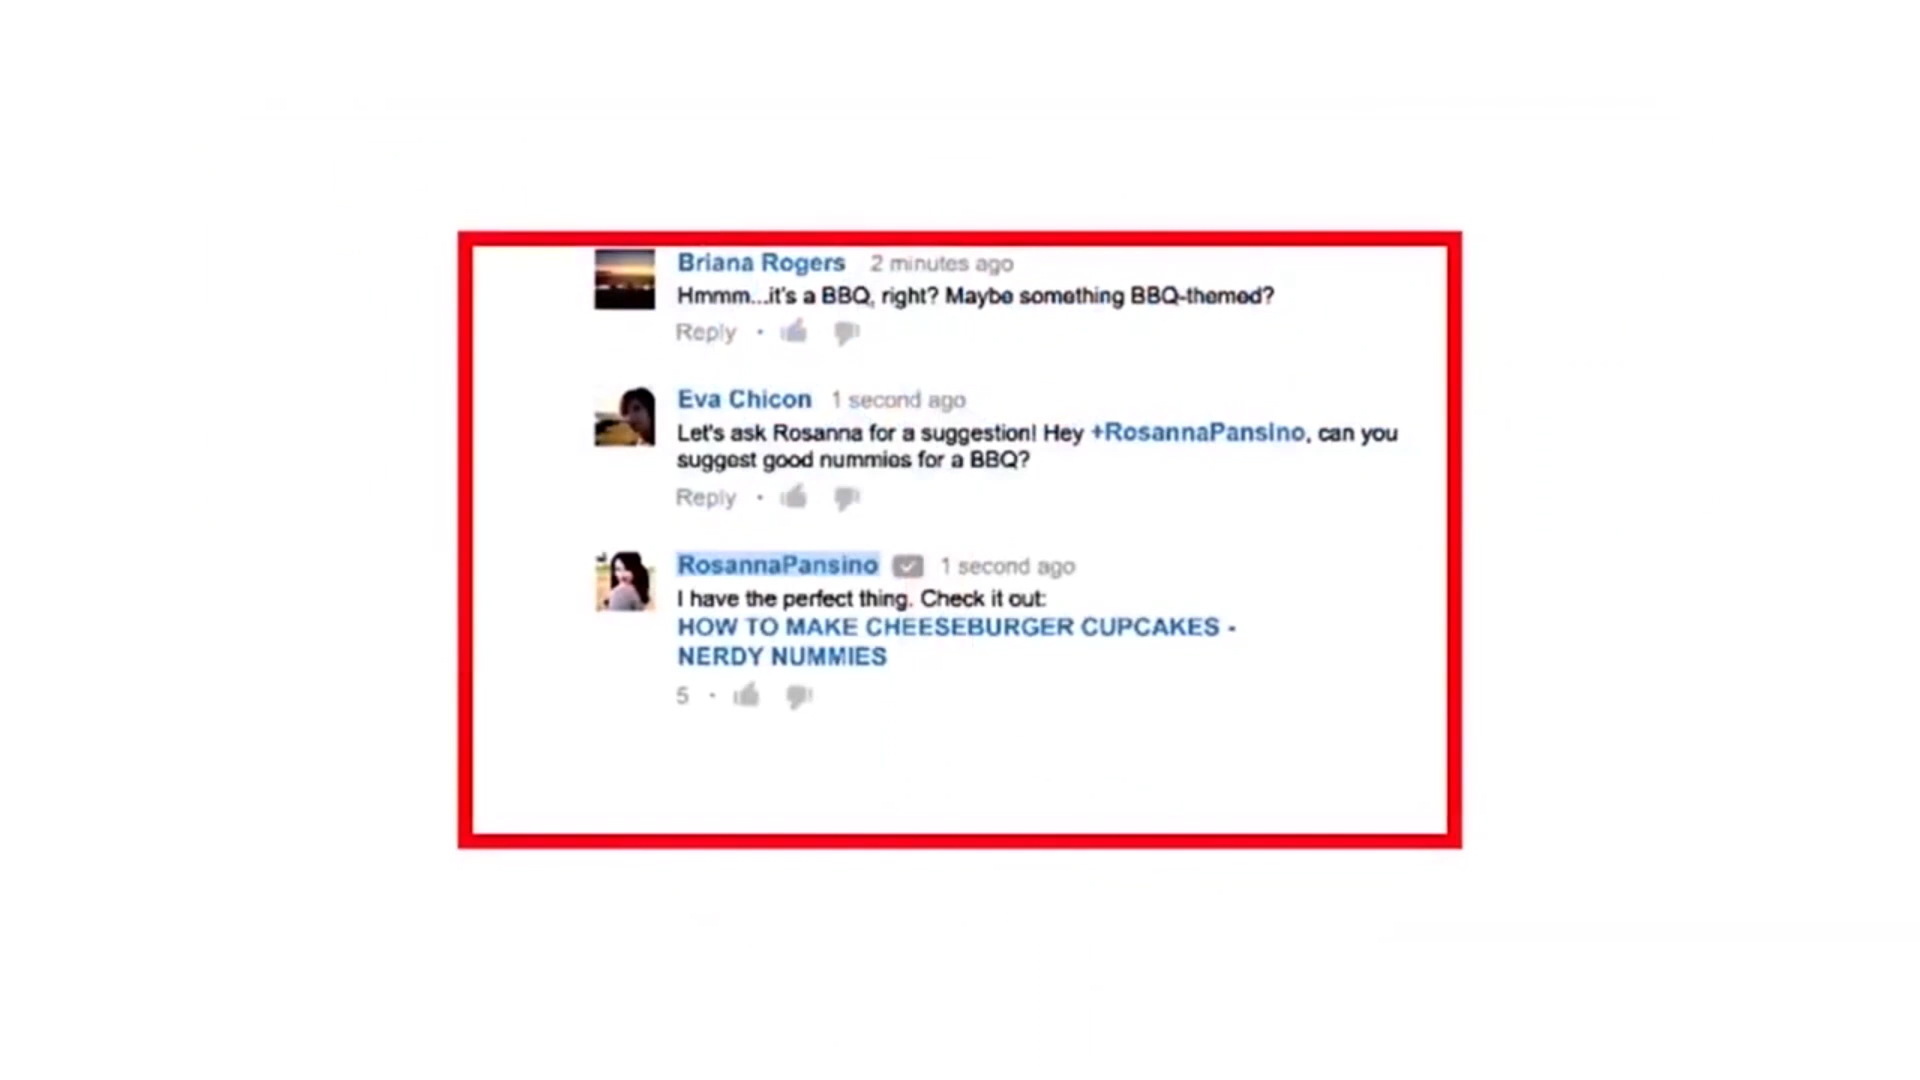 Briana Rogers 2 minutes ago
Hmmm...it's a BBQ, right? Maybe something BBQ-themed?
Reply •
Eva Chicon 1 second ago
Let's ask Rosanna for a suggestion! Hey +RosannaPansino, can you
suggest good nummies for a BBQ?
Reply •
RosannaPansino 1 second ago
I have the perfect thing. Check it out:
HOW TO MAKE CHEESEBURGER CUPCAKES -
NERDY NUMMIES
5 •